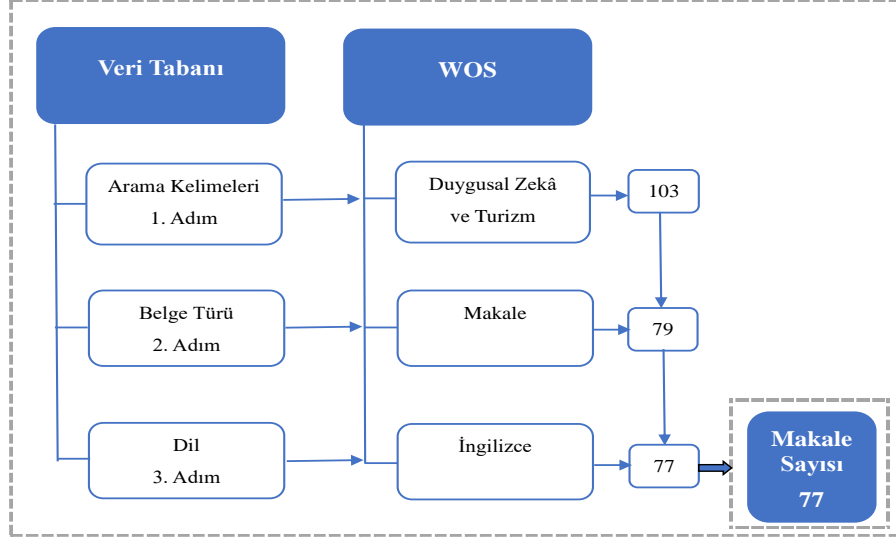 Veri Tabanı
WOS
Arama Kelimeleri
1. Adım
Duygusal Zekâ
ve Turizm
103
Belge Türü
2. Adım
Makale
79
Dil
3. Adım
İngilizce
77
Makale
Sayısı
77